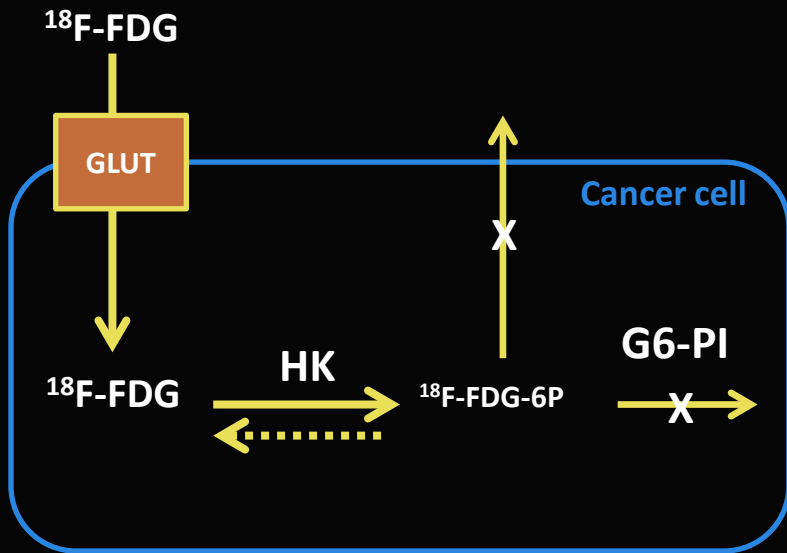 ¹⁸F-FDG
GLUT
Cancer cell
X
HK
G6-PI
¹⁸F-FDG
¹⁸F-FDG-6P
X